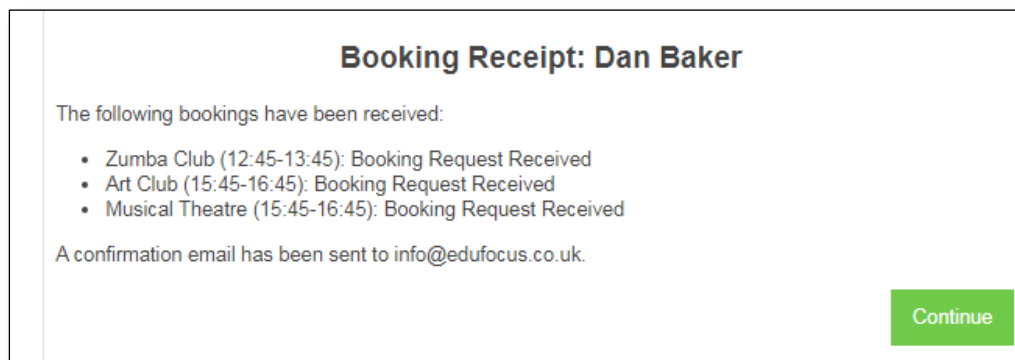 Booking Receipt: Dan Baker
The following bookings have been received:
• Zumba Club (12:45-13:45): Booking Request Received
• Art Club (15:45-16:45): Booking Request Received
• Musical Theatre (15:45-16:45): Booking Request Received
A confirmation email has been sent to info@edufocus.co.uk.
Continue